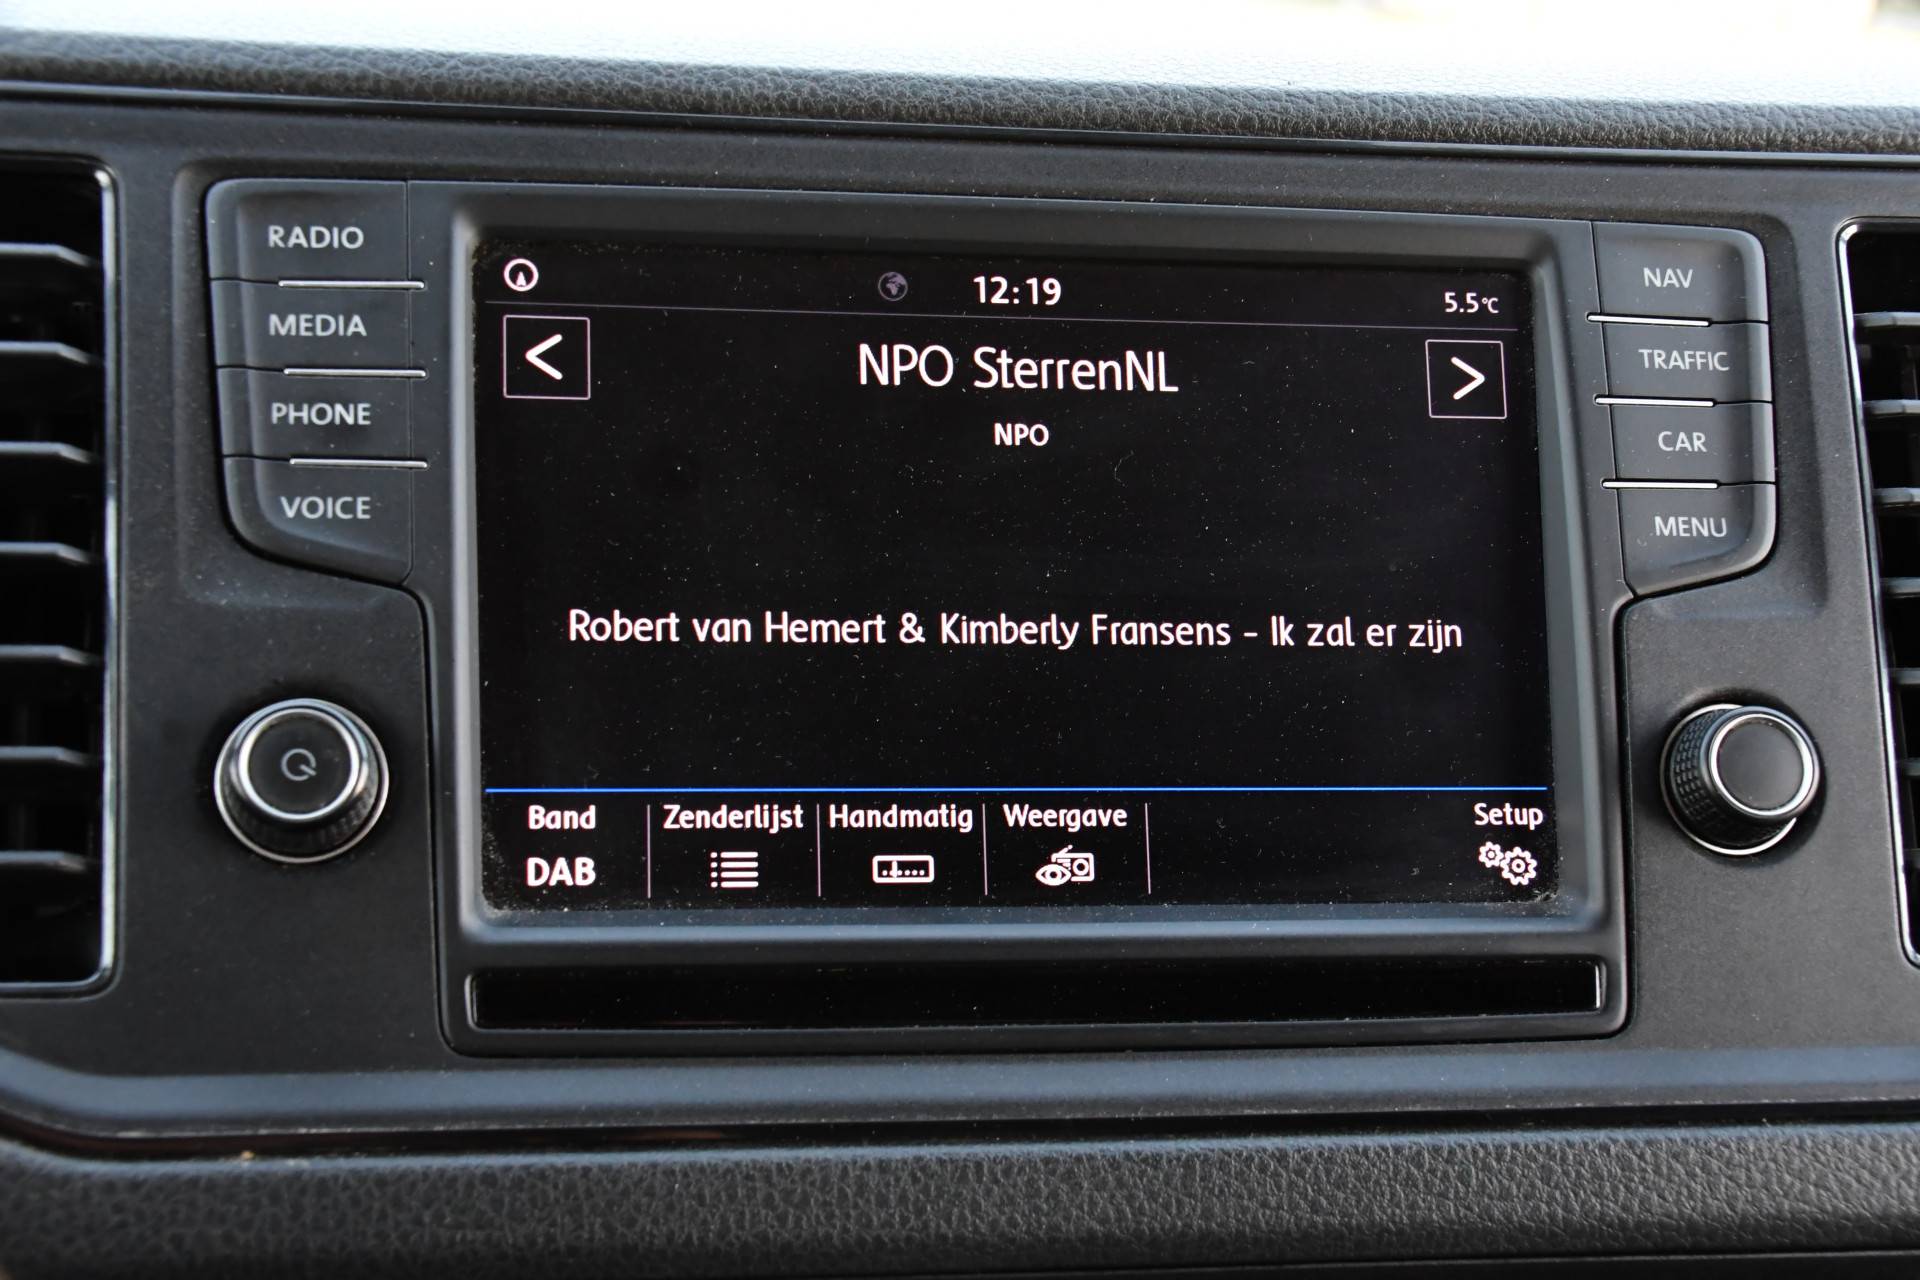 RADIO
MEDIA
PHONE
VOICE
12:19
5.5°C
<
NPO SterrenNL
>
NPO
Robert van Hemert & Kimberly Fransens - Ik zal er zijn
Band
DAB
Zenderlijst
Handmatig
Weergave
Setup
NAV
TRAFFIC
CAR
MENU